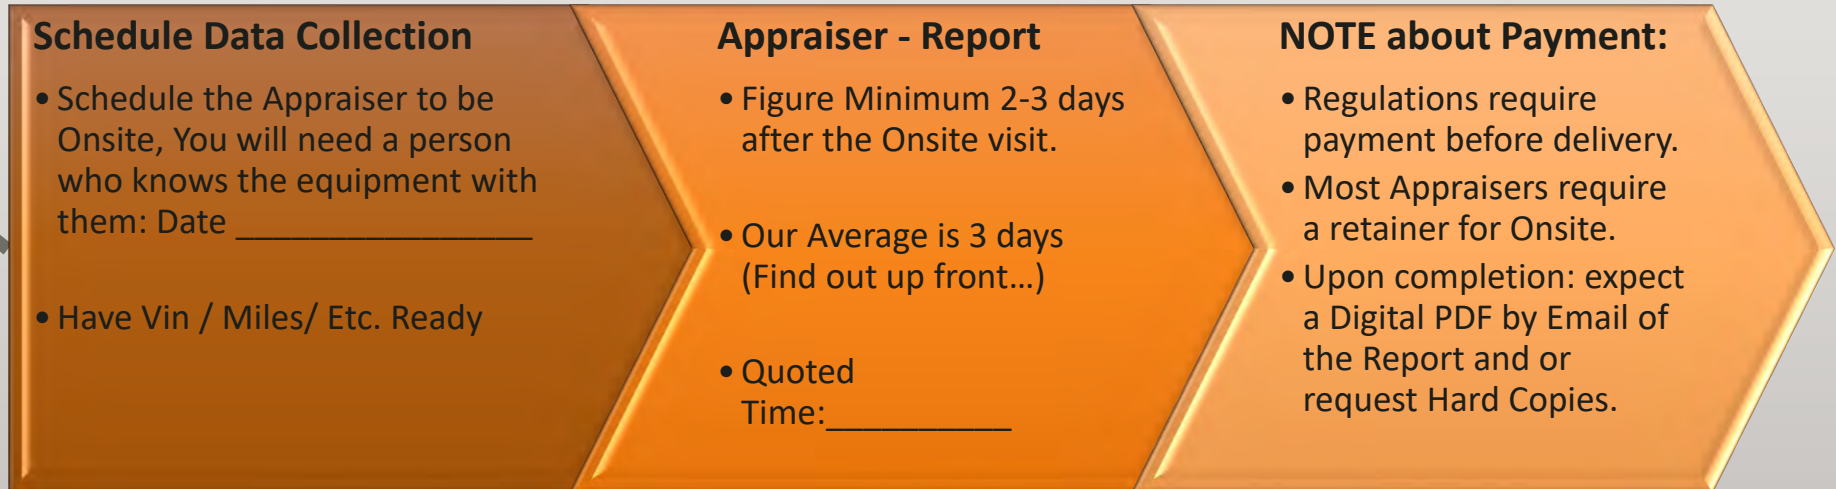 Schedule Data Collection
• Schedule the Appraiser to be
Onsite, You will need a person
who knows the equipment with
them: Date ________________
• Have Vin / Miles/ Etc. Ready
Appraiser - Report
• Figure Minimum 2-3 days
after the Onsite visit.
• Our Average is 3 days
(Find out up front…)
• Quoted
Time:__________
NOTE about Payment:
• Regulations require
payment before delivery.
• Most Appraisers require
a retainer for Onsite.
• Upon completion: expect
a Digital PDF by Email of
the Report and or
request Hard Copies.